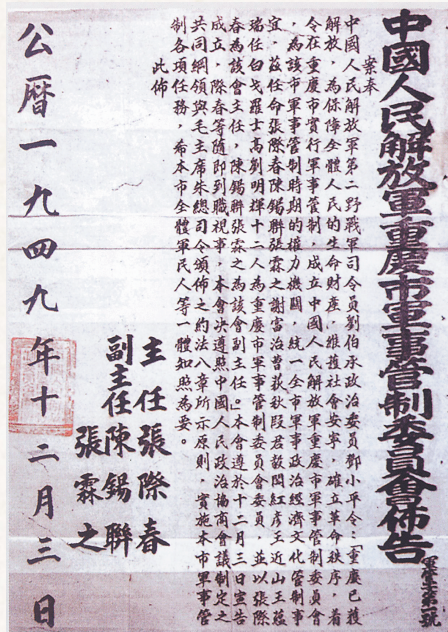 中國人民解放軍重慶市軍事管制委員會佈告
第一號
案奉
中國人民解放軍第二野戰軍司令員劉伯承政治委員鄧小平令：「重慶已獲
解放，為保障全體人民的生命財產，維護社會安寧，確立革命秩序，着
令在重慶市實行軍事管制，成立中國人民解放軍重慶市軍事管制委員會
，為該市軍事管制時期的權力機關，統一全市軍事政治經濟文化管制事
宜，茲任命張際春陳錫聯張霖之謝富治曹荻秋段君毅閻紅彥王近山王蘊
瑞任白戈羅士高劉明輝十二人為重慶市軍事管制委員會委員，並以張際
春為該會主任，陳錫聯張霖之為該會副主任。」本會遵於十二月三日宣告
成立，際春等隨即到職視事，本會決遵照中國人民政治協商會議制定之
共同綱領與毛主席朱總司令頒佈之約法八章所示原則，實施本市軍事管
制各項任務，希本市全體軍民人等一體知照為要。
此佈
主任張際春
副主任陳錫聯
張霖之
公曆一九四九年十二月三日